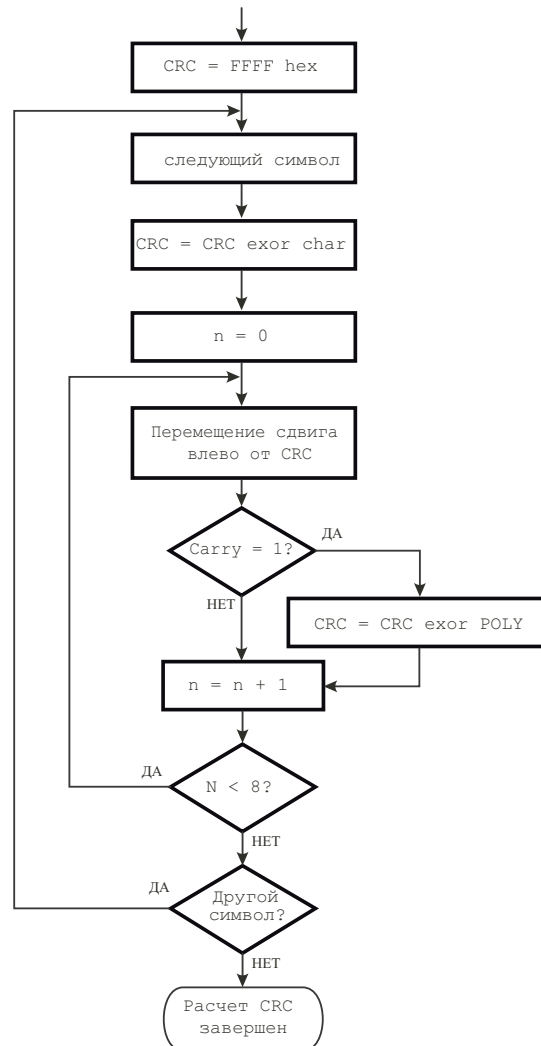 CRC = FFFF hex
следующий символ
CRC = CRC exor char
n = 0
Перемещение сдвига
влево от CRC
Carry = 1?
ДА
НЕТ
CRC = CRC exor POLY
n = n + 1
ДА
N < 8?
НЕТ
ДА
Другой
символ?
НЕТ
Расчет CRC
завершен